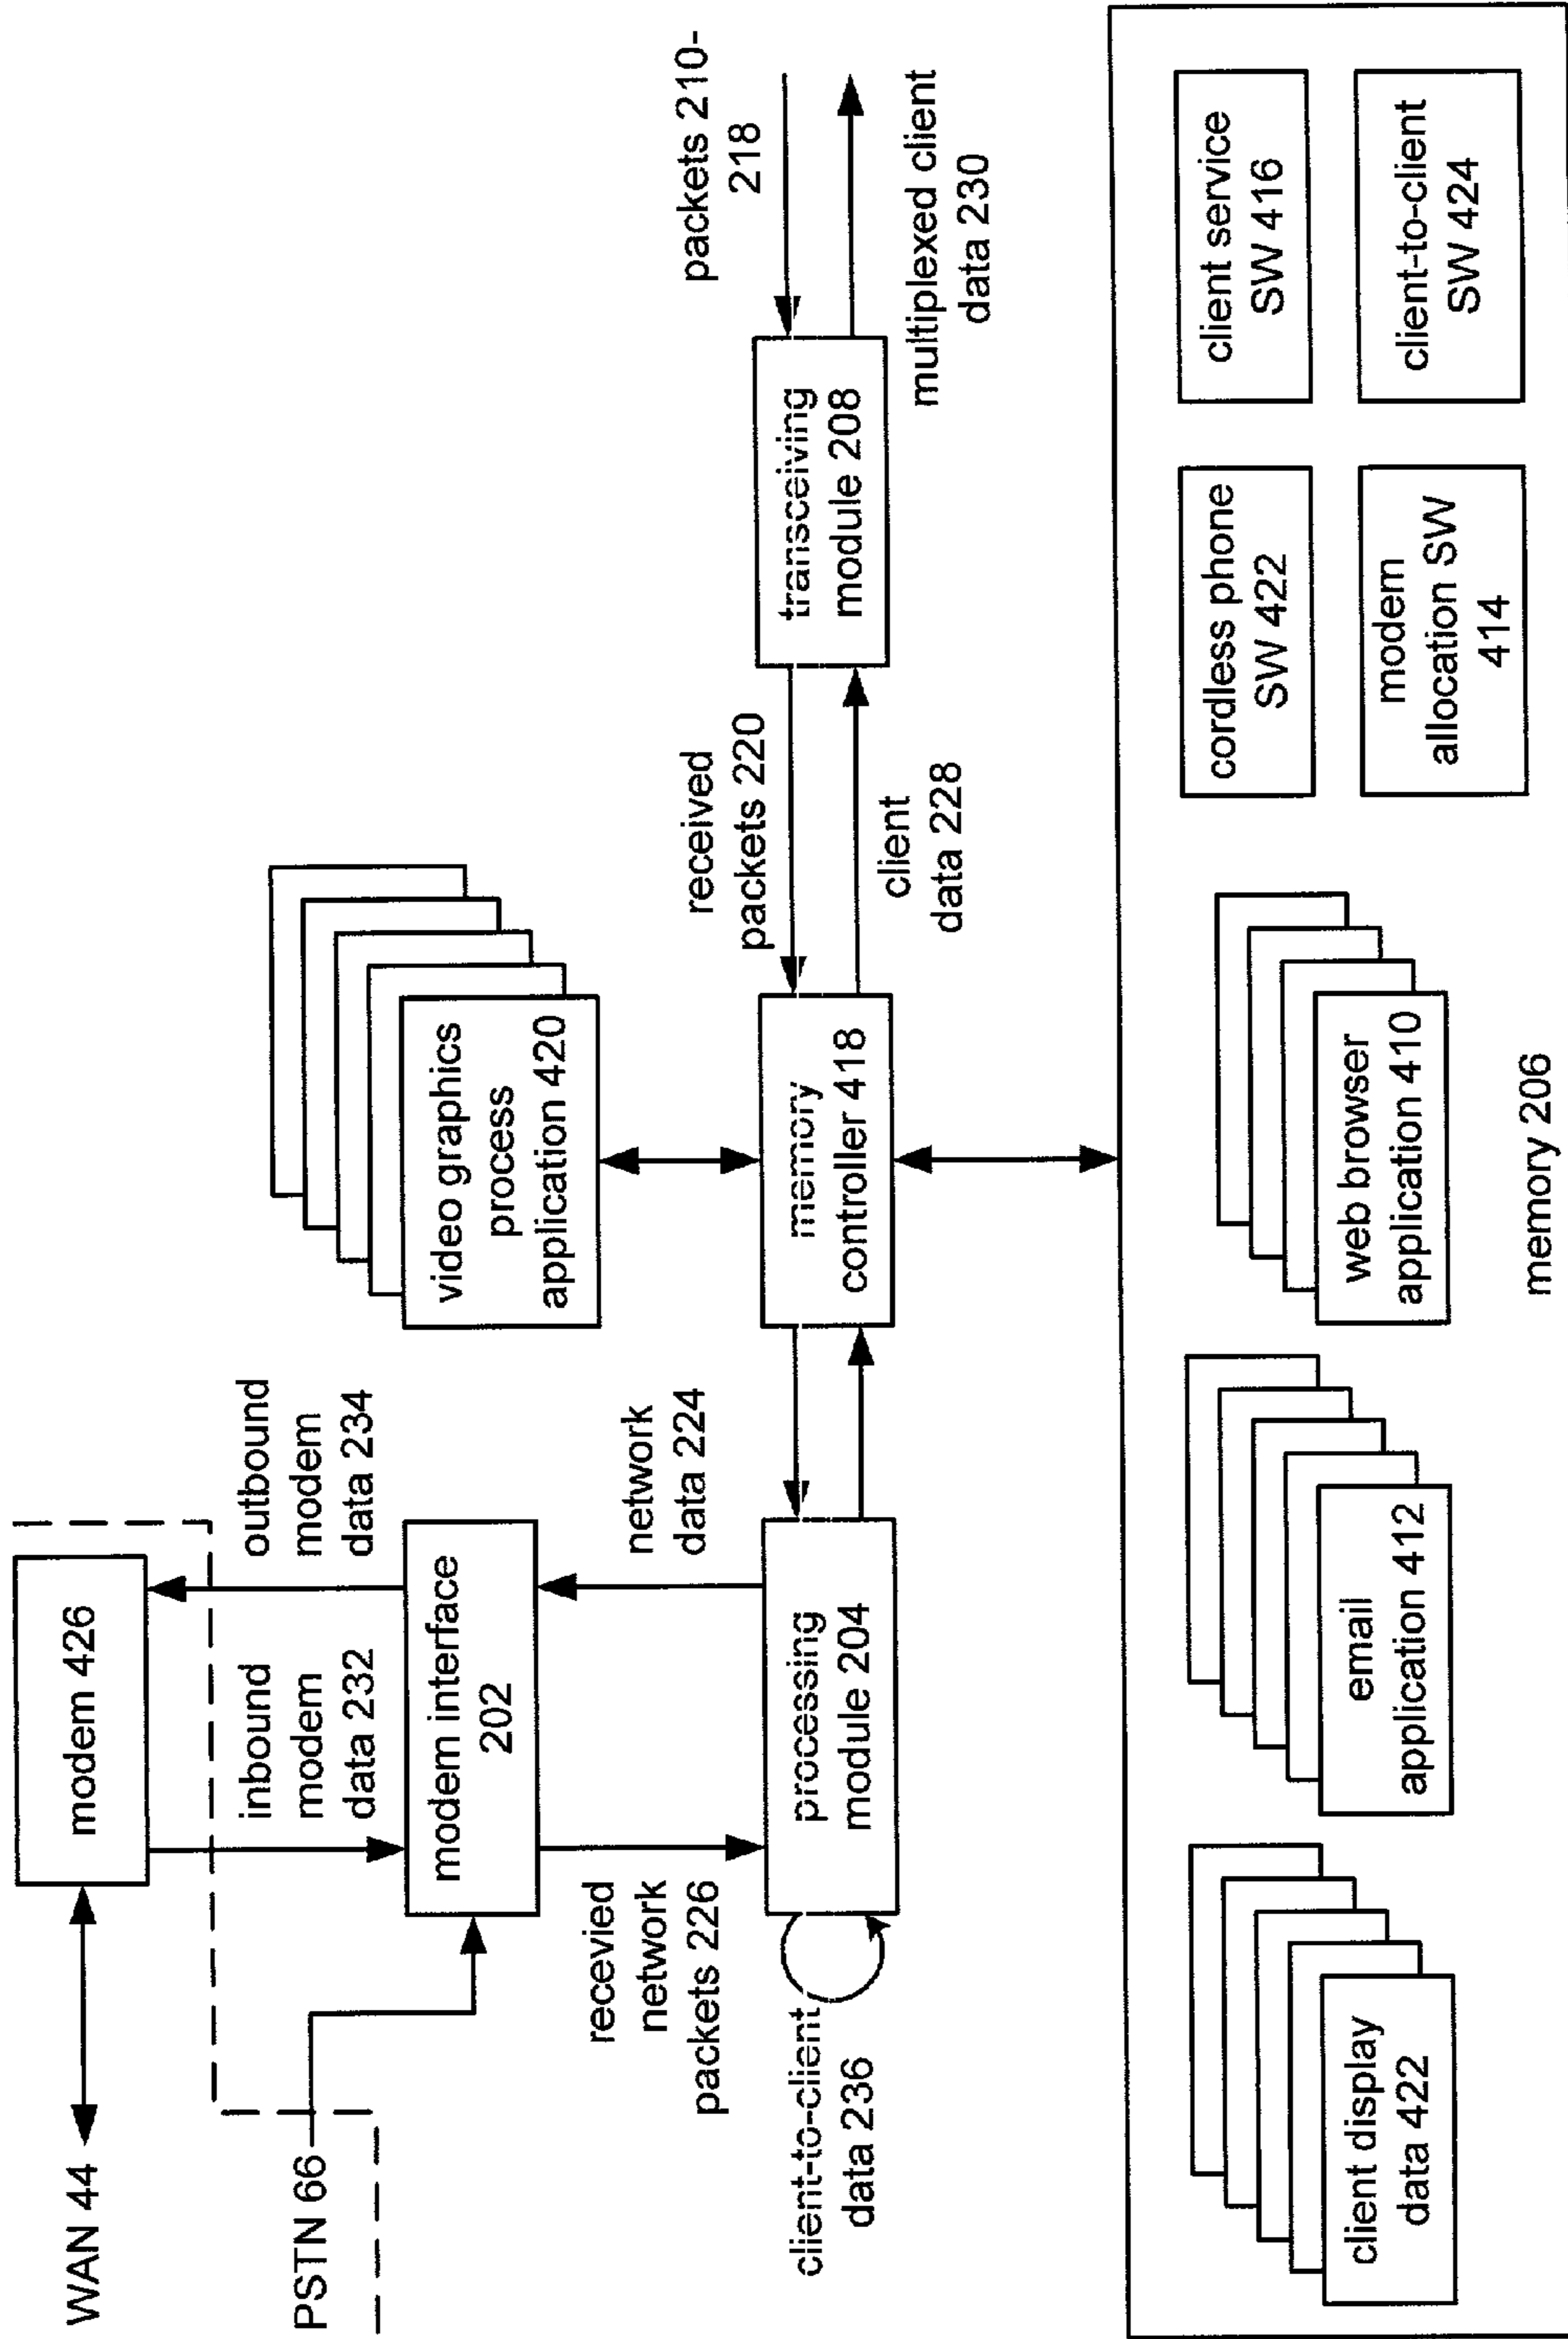 WAN 44
modem 426
PSTN 66
inbound
modem
data 232
outbound
modem
data 234
modem interface
202
recevied
network
packets 226
network
data 224
video graphics
process
application 420
client-to-client
data 236
processing
module 204
memory
controller 418
received
packets 220
client
data 228
transceiving
module 208
packets 210-
218
multiplexed client
data 230
client display
data 422
email
application 412
web browser
application 410
cordless phone
SW 422
client service
SW 416
modem
allocation SW
414
client-to-client
SW 424
memory 206